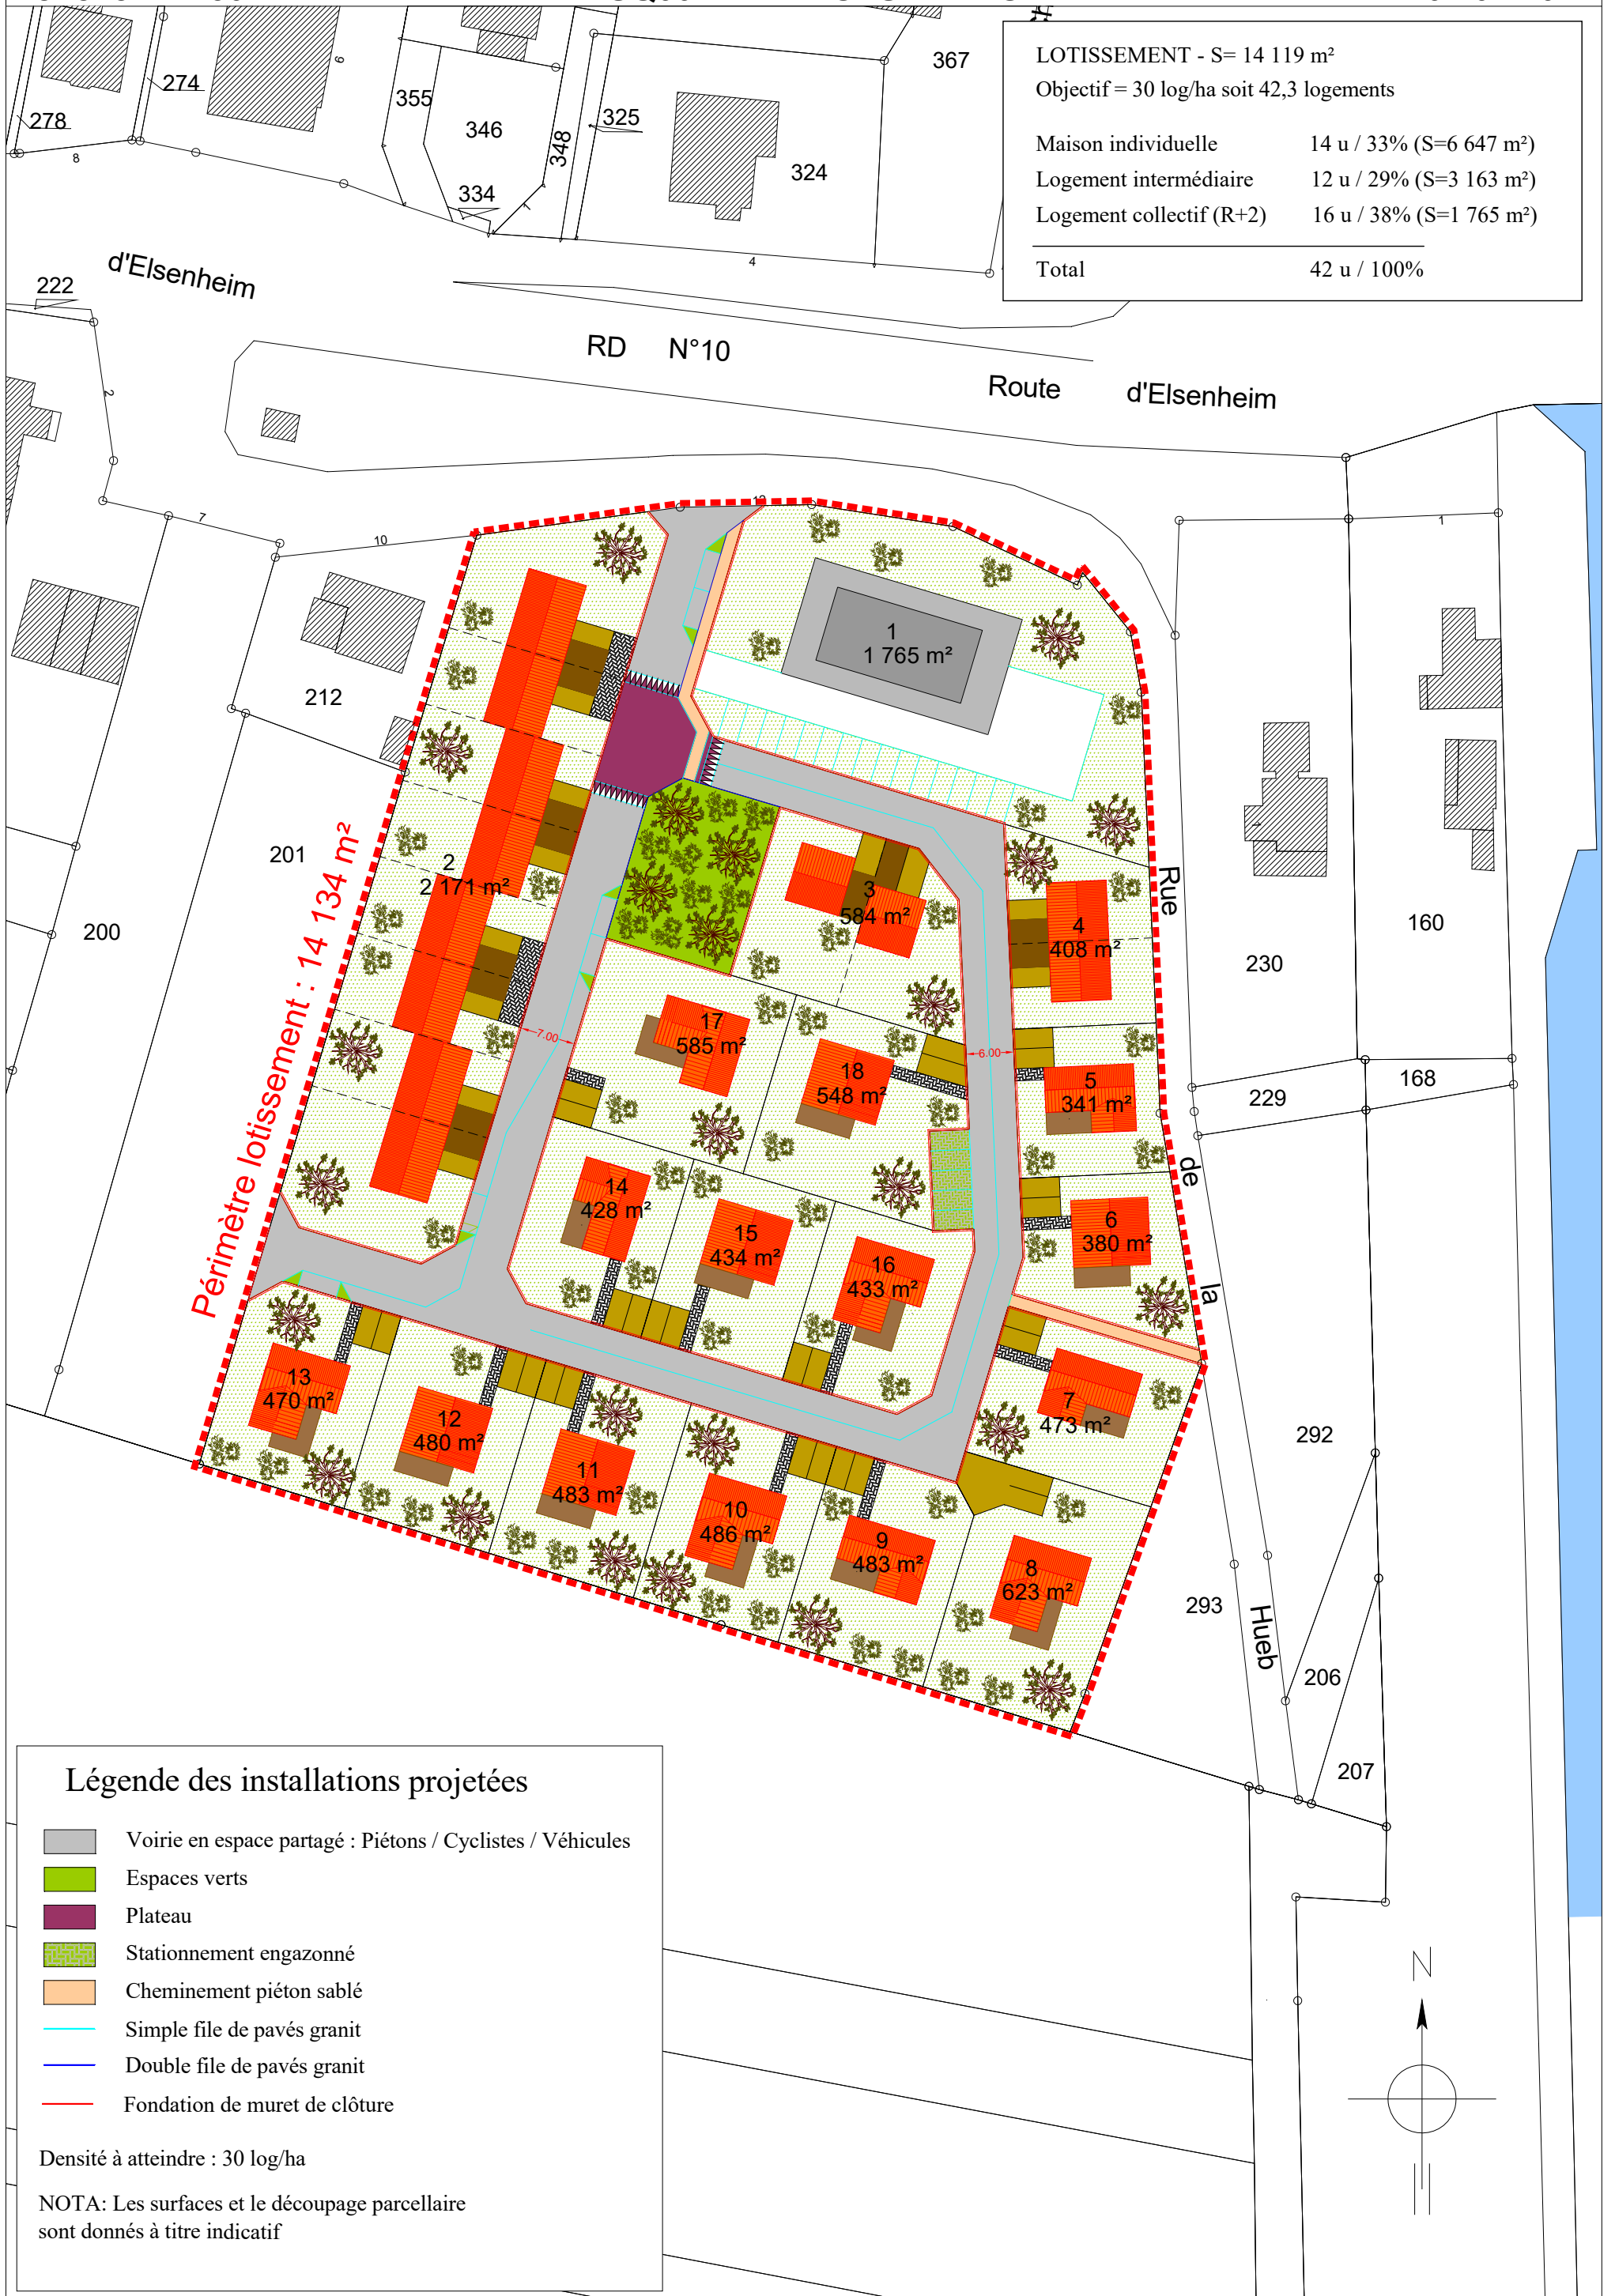 LOTISSEMENT - S= 14 119 m²
Objectif = 30 log/ha soit 42,3 logements
Maison individuelle 14 u / 33% (S=6 647 m²)
Logement intermédiaire 12 u / 29% (S=3 163 m²)
Logement collectif (R+2) 16 u / 38% (S=1 765 m²)
Total 42 u / 100%
367
274
278
355
346
348
325
324
334
9
8
4
d'Elsenheim
222
RD N°10
Route d'Elsenheim
2
7
10
12
1
212
201
200
Périmètre lotissement : 14 134 m²
1
1 765 m²
2
2 171 m²
3
584 m²
4
408 m²
5
341 m²
6
380 m²
7
473 m²
8
623 m²
9
483 m²
10
486 m²
11
483 m²
12
480 m²
13
470 m²
14
428 m²
15
434 m²
16
433 m²
17
585 m²
18
548 m²
7.00
6.00
Rue de la Hueb
1
230
160
229
168
292
293
206
207
Légende des installations projetées
Voirie en espace partagé : Piétons / Cyclistes / Véhicules
Espaces verts
Plateau
Stationnement engazonné
Cheminement piéton sablé
Simple file de pavés granit
Double file de pavés granit
Fondation de muret de clôture
Densité à atteindre : 30 log/ha
NOTA: Les surfaces et le découpage parcellaire
sont donnés à titre indicatif
N